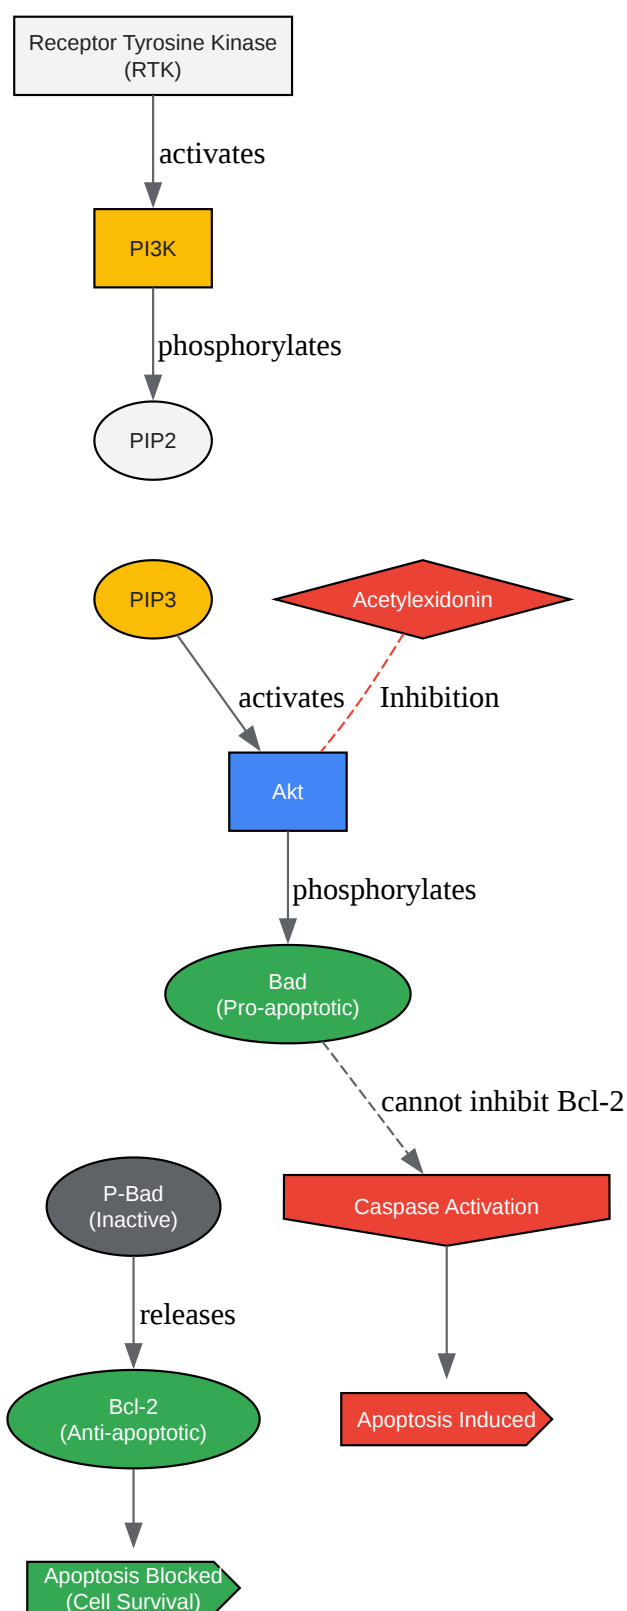 Receptor Tyrosine Kinase
(RTK)
activates
PI3K
phosphorylates
PIP2
PIP3
Acetylexidonin
activates
Inhibition
Akt
phosphorylates
Bad
(Pro-apoptotic)
cannot inhibit Bcl-2
P-Bad
(Inactive)
Caspase Activation
releases
Bcl-2
(Anti-apoptotic)
Apoptosis Induced
Apoptosis Blocked
(Cell Survival)